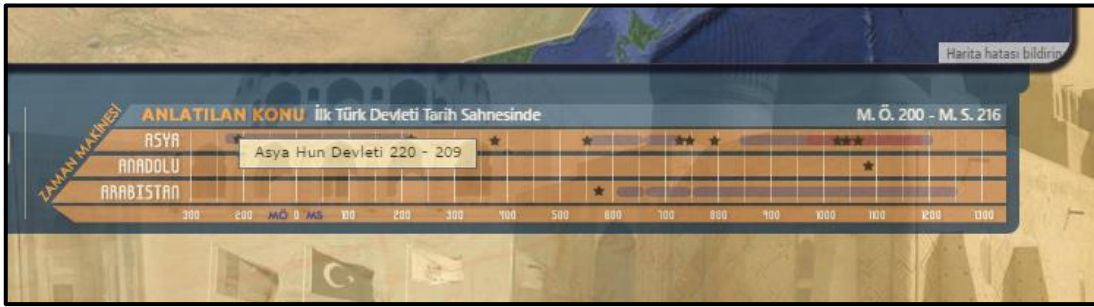 Harita hatası bildirin
ZAMAN MAKİNESİ
ANLATILAN KONU İlk Türk Devleti Tarih Sahnesinde M. Ö. 200 - M. S. 216
ASYA
Asya Hun Devleti 220 - 209
ANADOLU
ARABİSTAN
300 200 MÖ 0 MS 100 200 300 400 500 600 700 800 900 1000 1100 1200 1300